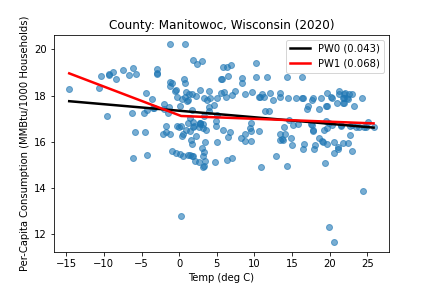 County: Manitowoc, Wisconsin (2020)
Per-Capita Consumption (MMBtu/1000 Households)
20
18
16
14
12
PW0 (0.043)
PW1 (0.068)
−15 −10 −5 0 5 10 15 20 25
Temp (deg C)